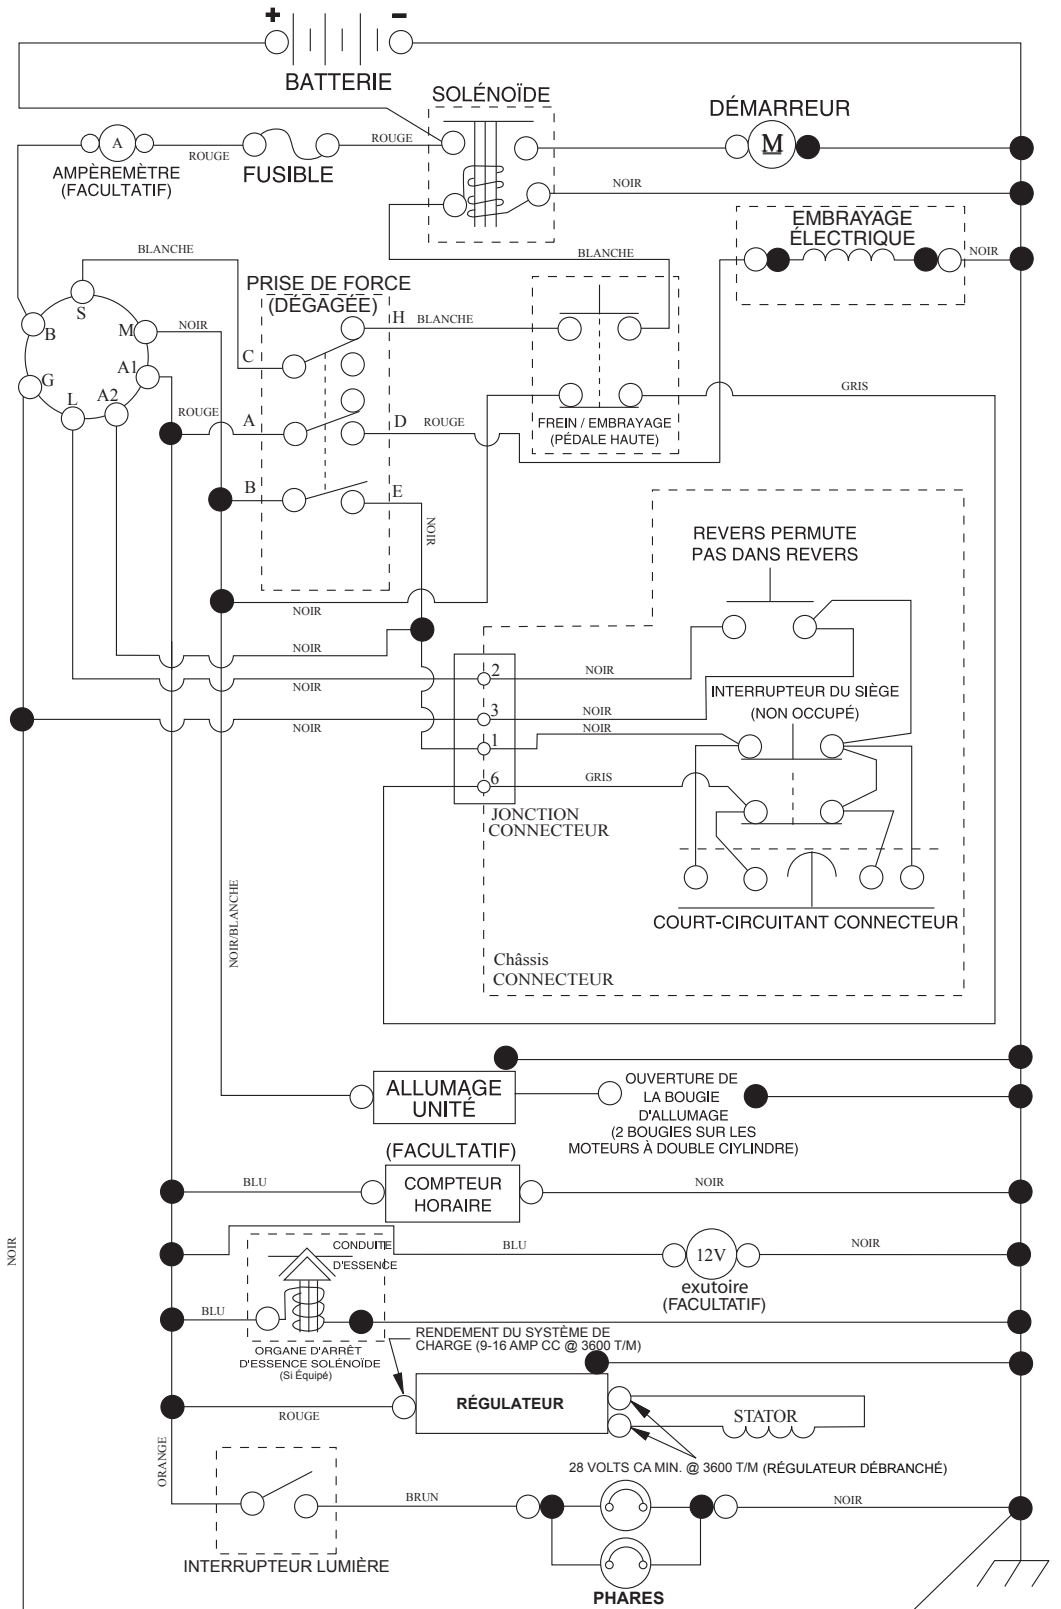 + −
BATTERIE
SOLÉNOÏDE
DÉMARREUR
A
ROUGE
ROUGE
M
AMPÈREMÈTRE
(FACULTATIF)
FUSIBLE
NOIR
EMBRAYAGE
ÉLECTRIQUE
NOIR
BLANCHE
BLANCHE
PRISE DE FORCE
(DÉGAGÉE)
S
B
M
NOIR
H
BLANCHE
C
A1
G
L
A2
GRIS
ROUGE
A
D
ROUGE
FREIN / EMBRAYAGE
(PÉDALE HAUTE)
B
E
NOIR
REVERS PERMUTE
PAS DANS REVERS
NOIR
NOIR
NOIR
2
NOIR
INTERRUPTEUR DU SIÈGE
(NON OCCUPÉ)
NOIR
3
NOIR
NOIR
1
6
GRIS
JONCTION
CONNECTEUR
NOIR/BLANCHE
COURT-CIRCUITANT CONNECTEUR
Châssis
CONNECTEUR
ALLUMAGE
UNITÉ
OUVERTURE DE
LA BOUGIE
D'ALLUMAGE
(2 BOUGIES SUR LES
MOTEURS À DOUBLE CIYLINDRE)
(FACULTATIF)
BLU
COMPTEUR
HORAIRE
NOIR
NOIR
CONDUITE
D'ESSENCE
BLU
12V
NOIR
exutoire
(FACULTATIF)
BLU
ORGANE D'ARRÊT
D'ESSENCE SOLÉNOÏDE
(Si Équipé)
RENDEMENT DU SYSTÈME DE
CHARGE (9-16 AMP CC @ 3600 T/M)
RÉGULATEUR
ROUGE
STATOR
ORANGE
28 VOLTS CA MIN. @ 3600 T/M (RÉGULATEUR DÉBRANCHÉ)
BRUN
NOIR
INTERRUPTEUR LUMIÈRE
PHARES